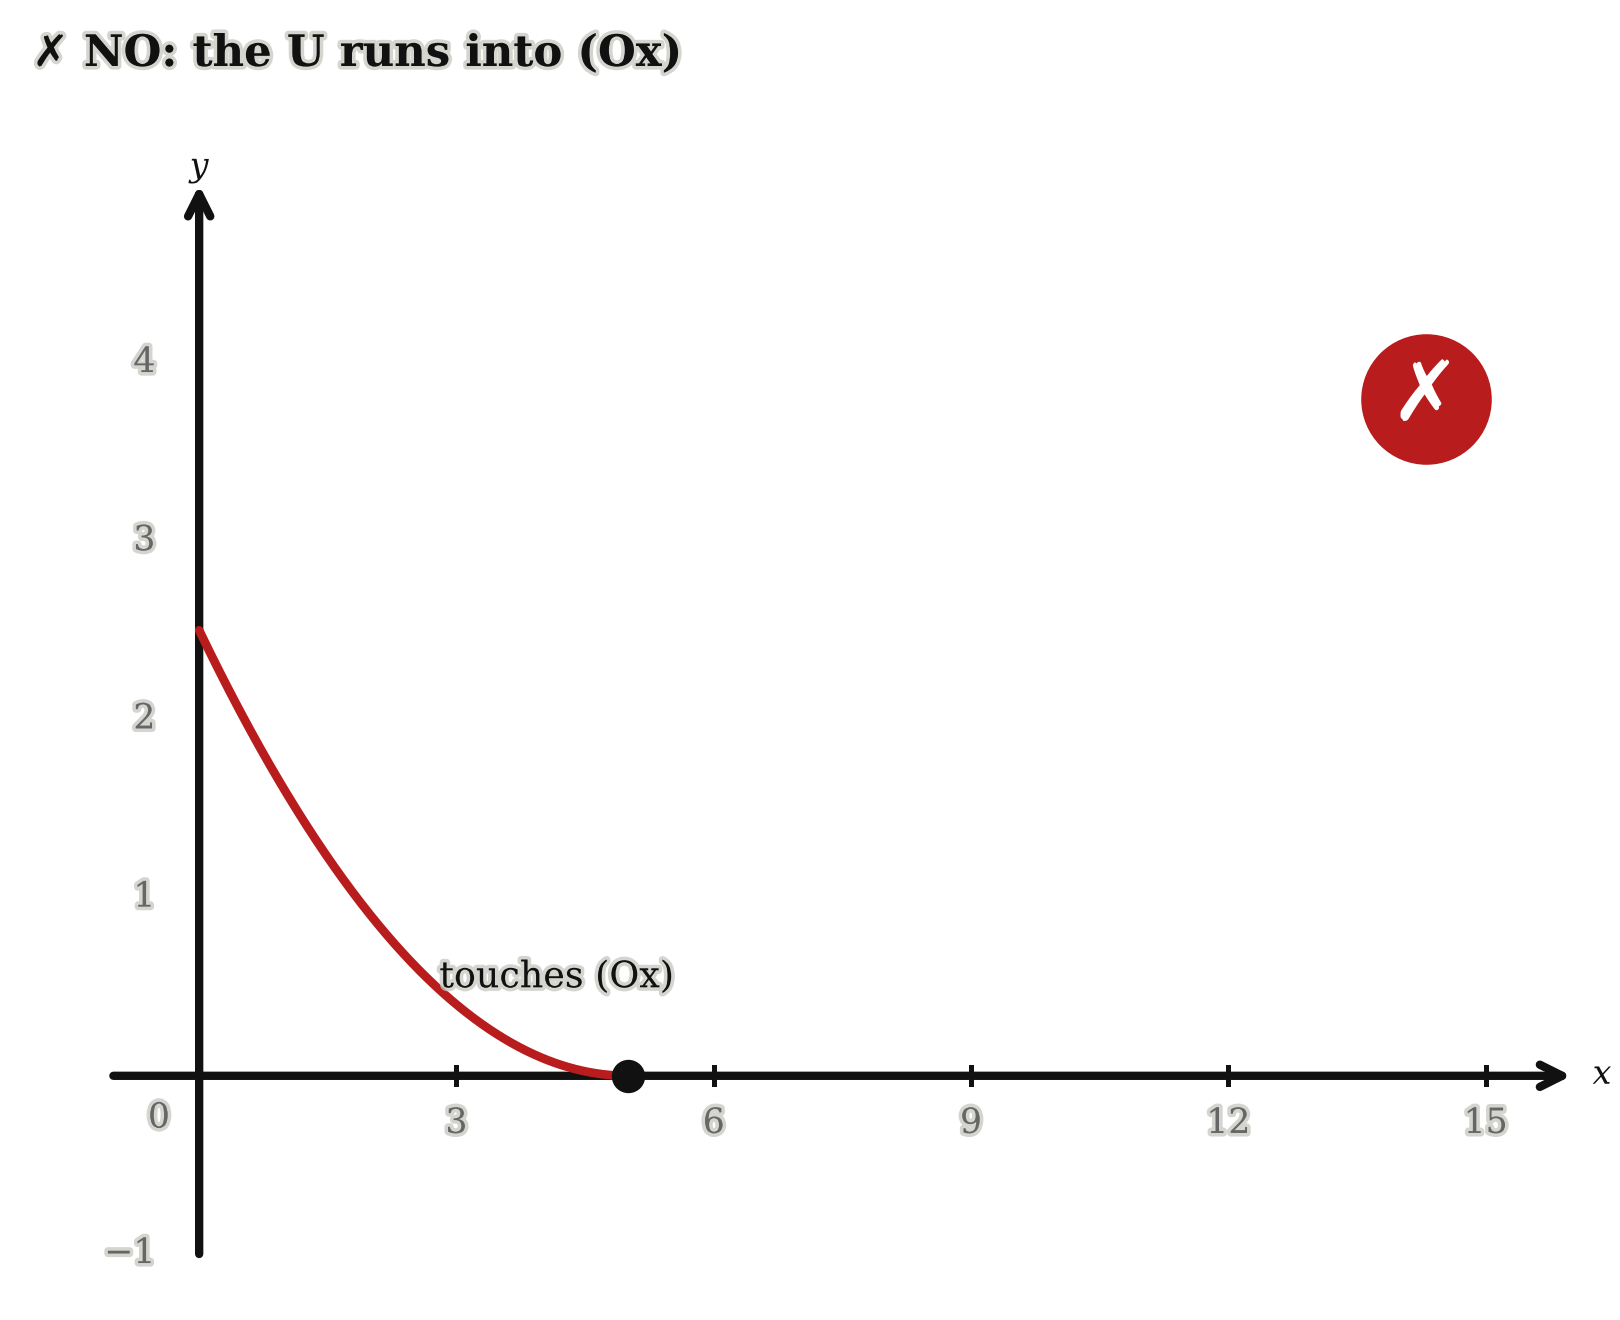 ✗ NO: the U runs into (Ox)
y
4
3
2
1
touches (Ox)
x
0 3 6 9 12 15
−1
✗